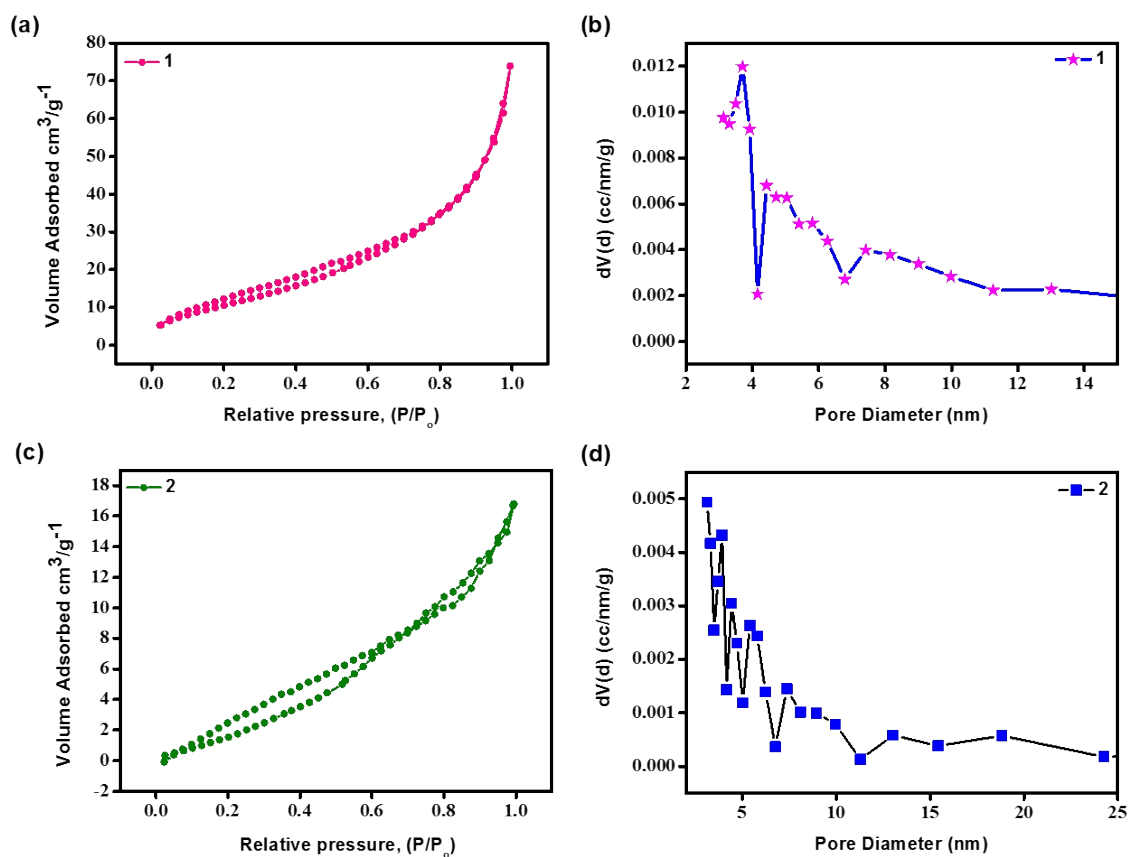 (a)
80
70
60
50
40
30
20
10
0
Volume Adsorbed cm³/g⁻¹
1
0.0 0.2 0.4 0.6 0.8 1.0
Relative pressure, (P/Pₒ)
(b)
0.012
0.010
0.008
0.006
0.004
0.002
0.000
dV(d) (cc/nm/g)
1
2 4 6 8 10 12 14
Pore Diameter (nm)
(c)
18
16
14
12
10
8
6
4
2
0
-2
Volume Adsorbed cm³/g⁻¹
2
0.0 0.2 0.4 0.6 0.8 1.0
Relative pressure, (P/Pₒ)
(d)
0.005
0.004
0.003
0.002
0.001
0.000
dV(d) (cc/nm/g)
2
5 10 15 20 25
Pore Diameter (nm)